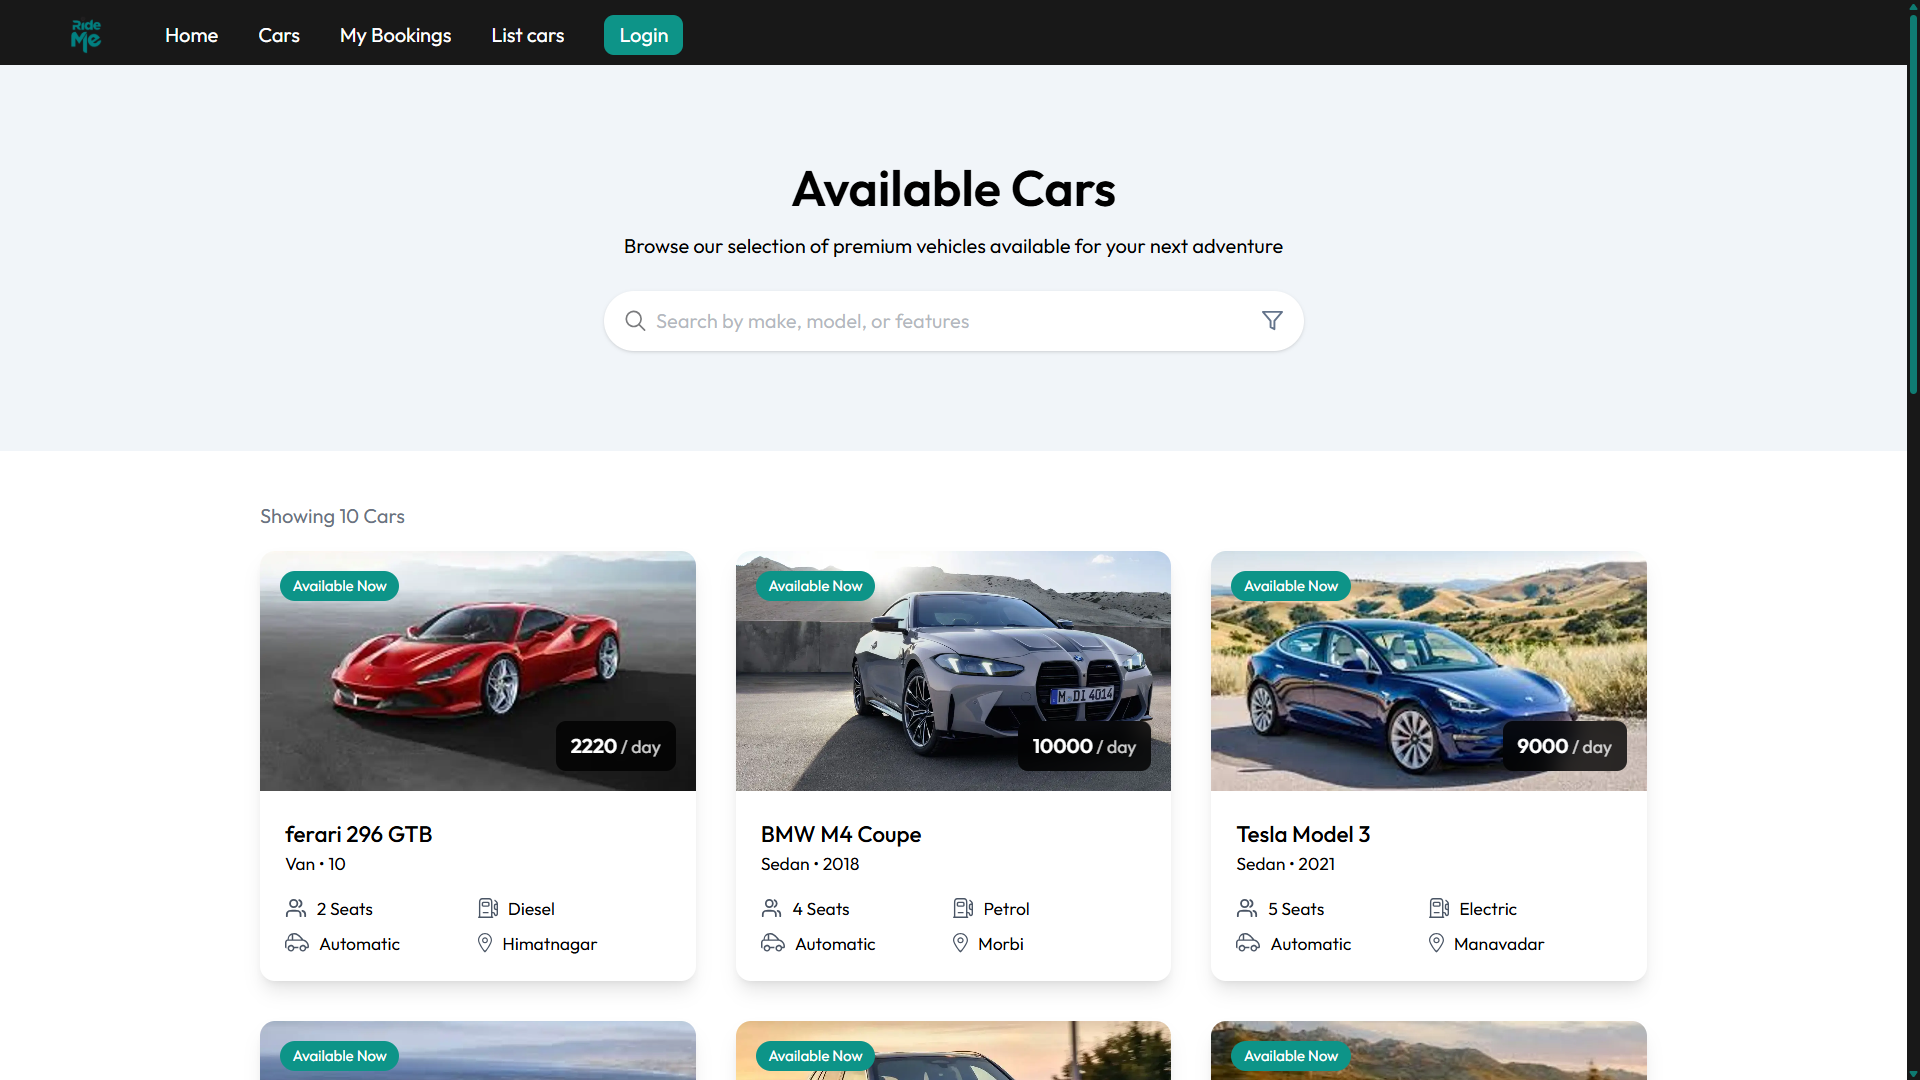 Ride
Me
Home
Cars
My Bookings
List cars
Login
Available Cars
Browse our selection of premium vehicles available for your next adventure
Search by make, model, or features
Showing 10 Cars
Available Now
2220 / day
ferari 296 GTB
Van • 10
2 Seats
Diesel
Automatic
Himatnagar
Available Now
M DI 4014
10000 / day
BMW M4 Coupe
Sedan • 2018
4 Seats
Petrol
Automatic
Morbi
Available Now
9000 / day
Tesla Model 3
Sedan • 2021
5 Seats
Electric
Automatic
Manavadar
Available Now
Available Now
Available Now